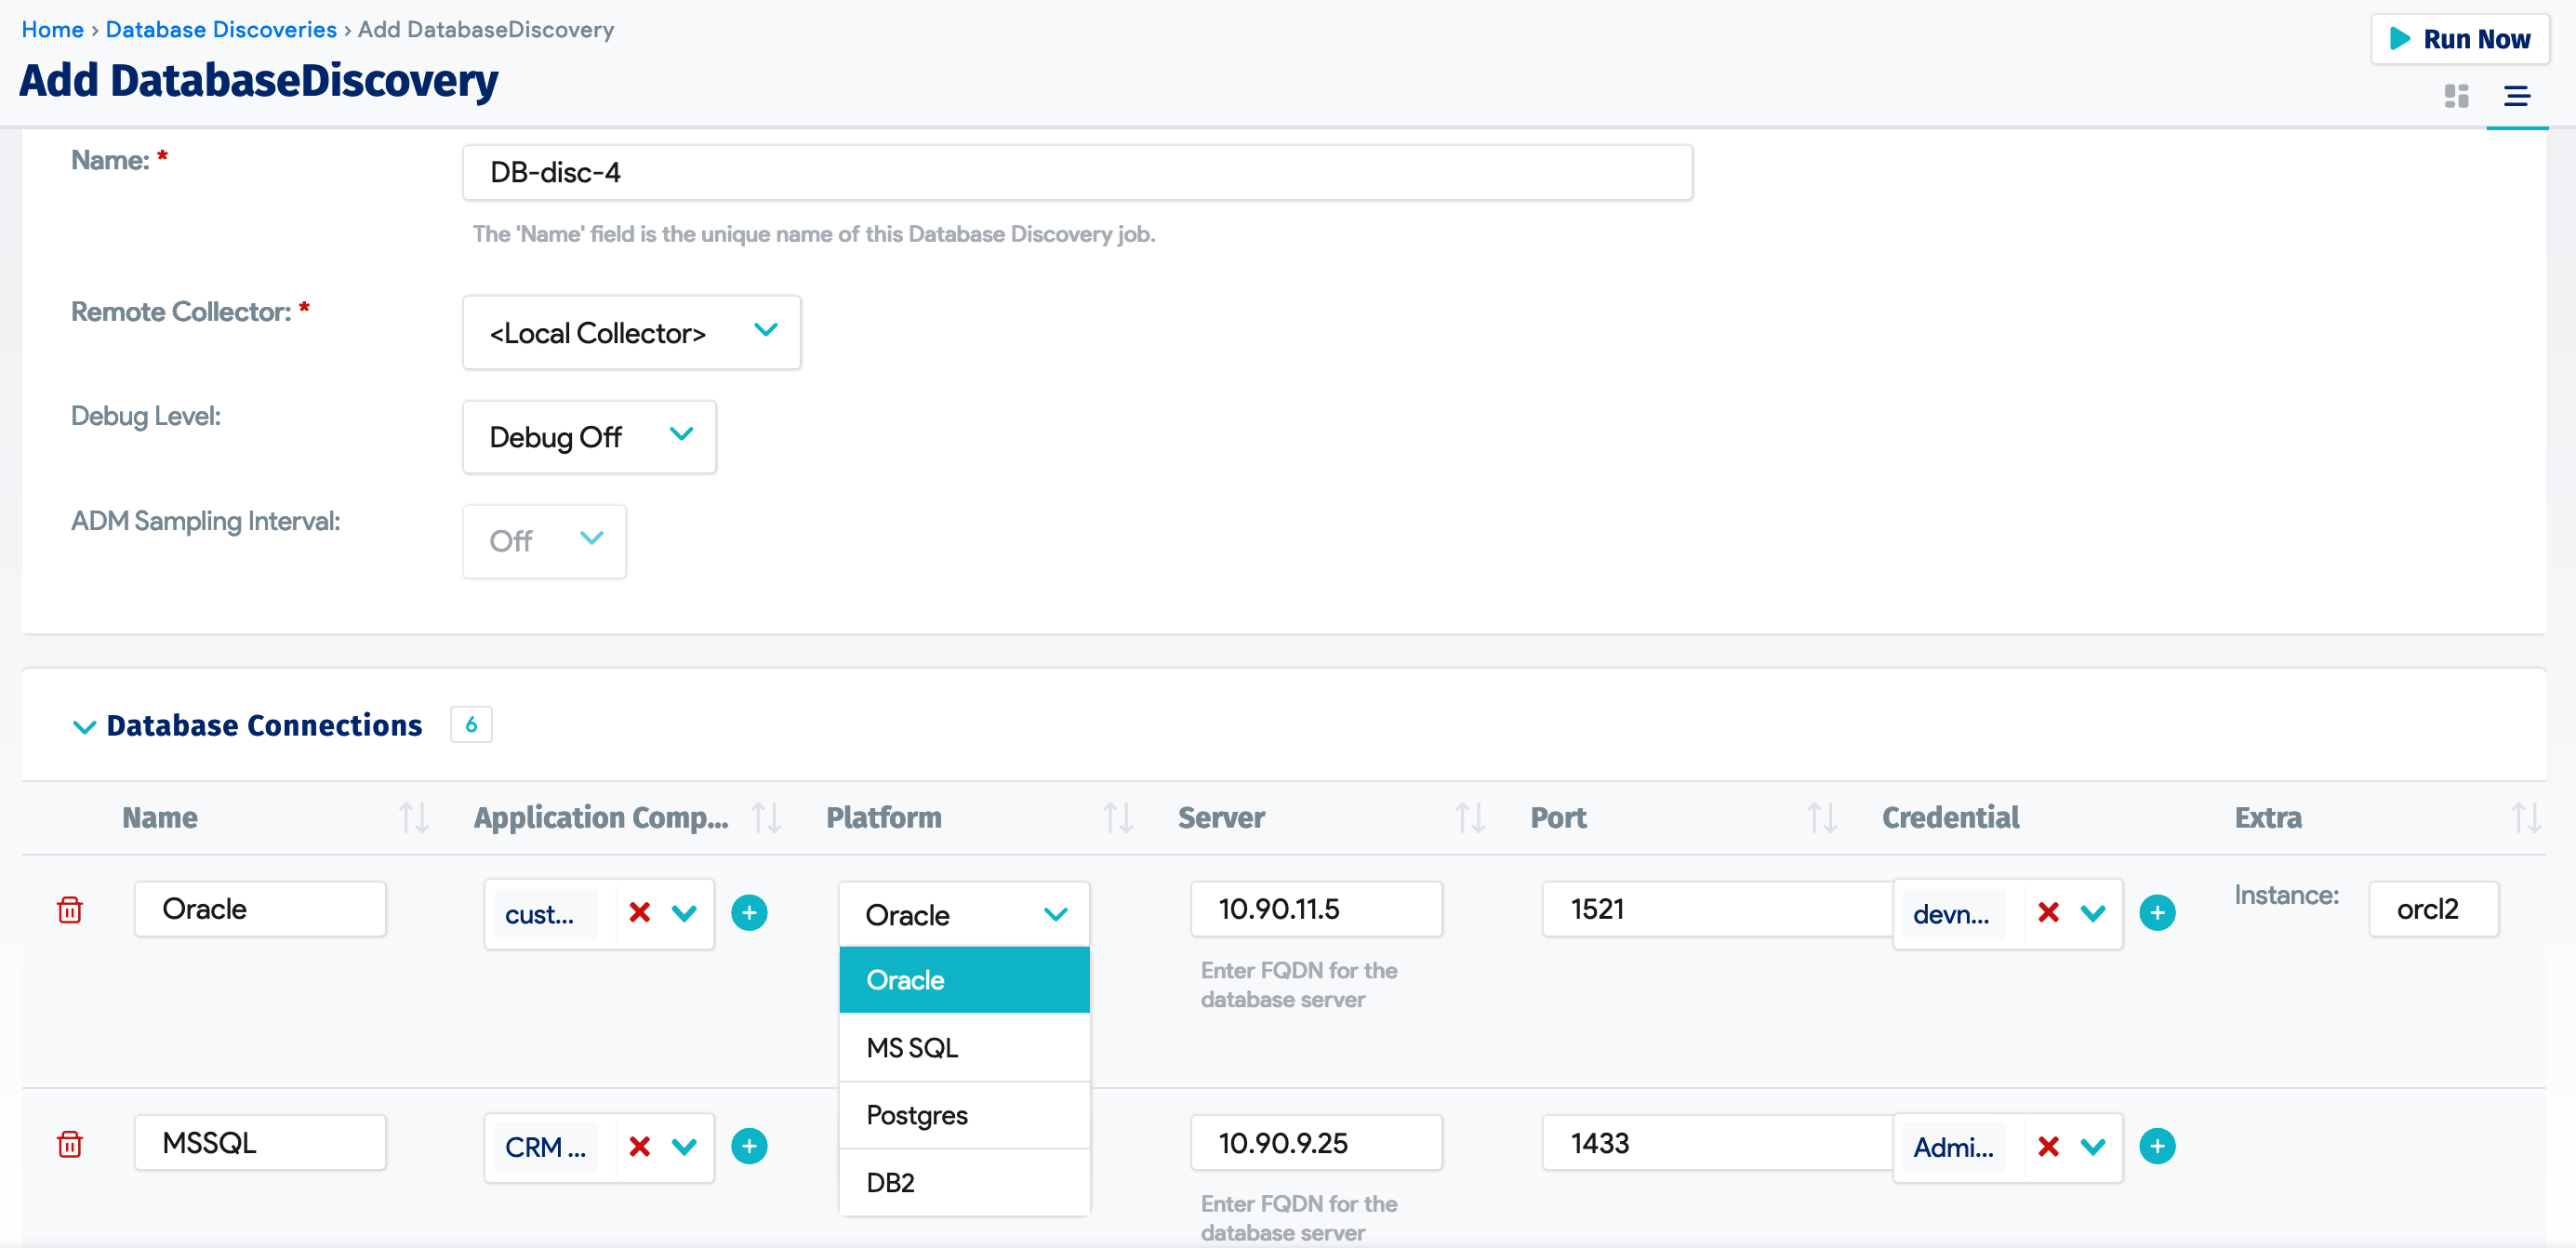 Home › Database Discoveries › Add DatabaseDiscovery
Run Now
Add DatabaseDiscovery
Name: *
DB-disc-4
The 'Name' field is the unique name of this Database Discovery job.
Remote Collector: *
<Local Collector>
Debug Level:
Debug Off
ADM Sampling Interval:
Off
Database Connections 6
Name Application Comp... Platform Server Port Credential Extra
Oracle cust... Oracle 10.90.11.5 1521 devn... Instance: orcl2
Enter FQDN for the
database server
Oracle
MS SQL
Postgres
DB2
MSSQL CRM ... 10.90.9.25 1433 Admi...
Enter FQDN for the
database server